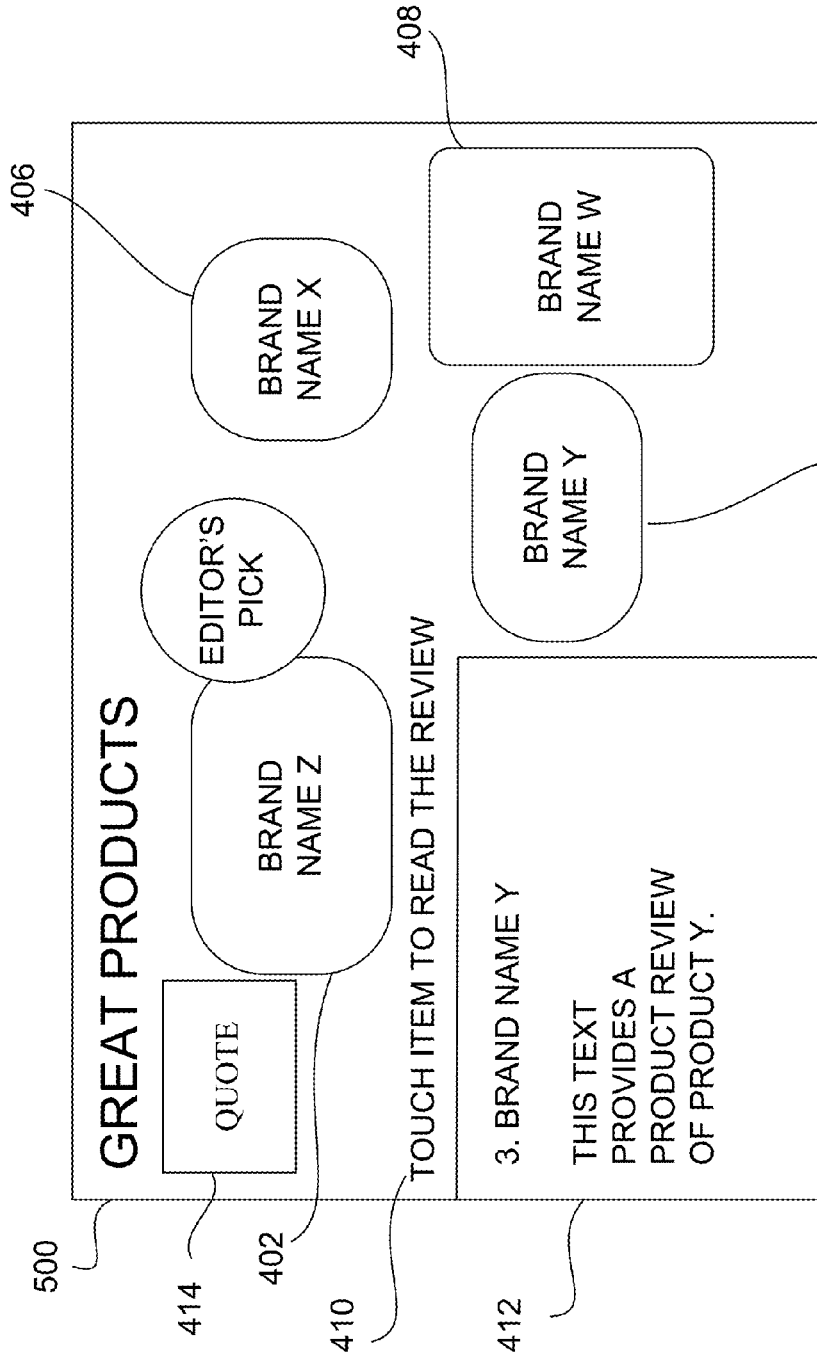 500
GREAT PRODUCTS
414
QUOTE
402
BRAND
NAME Z
EDITOR'S
PICK
406
BRAND
NAME X
410
TOUCH ITEM TO READ THE REVIEW
412
3. BRAND NAME Y
THIS TEXT
PROVIDES A
PRODUCT REVIEW
OF PRODUCT Y.
BRAND
NAME Y
408
BRAND
NAME W